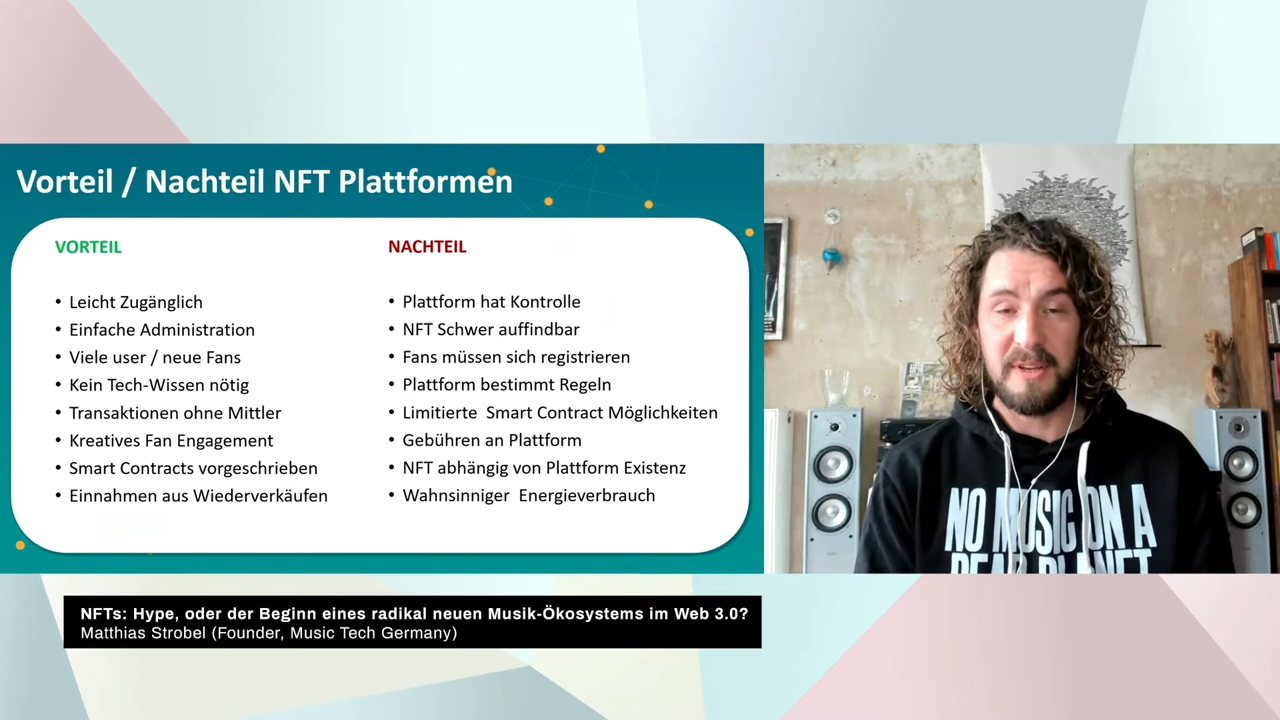 Vorteil / Nachteil NFT Plattformen
VORTEIL
• Leicht Zugänglich
• Einfache Administration
• Viele user / neue Fans
• Kein Tech-Wissen nötig
• Transaktionen ohne Mittler
• Kreatives Fan Engagement
• Smart Contracts vorgeschrieben
• Einnahmen aus Wiederverkäufen
NACHTEIL
• Plattform hat Kontrolle
• NFT Schwer auffindbar
• Fans müssen sich registrieren
• Plattform bestimmt Regeln
• Limitierte Smart Contract Möglichkeiten
• Gebühren an Plattform
• NFT abhängig von Plattform Existenz
• Wahnsinniger Energieverbrauch
NO MUSIC ON A
DEAD PLANET
NFTs: Hype, oder der Beginn eines radikal neuen Musik-Ökosystems im Web 3.0?
Matthias Strobel (Founder, Music Tech Germany)